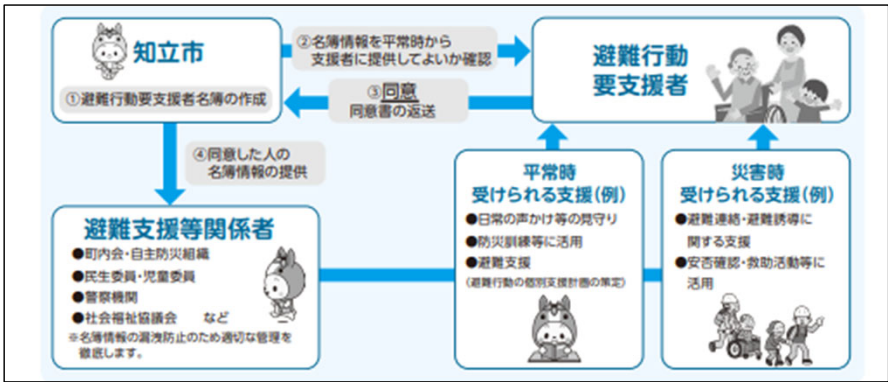 知立市
①避難行動要支援者名簿の作成
②名簿情報を平常時から
支援者に提供してよいか確認
③同意
同意書の返送
避難行動
要支援者
④同意した人の
名簿情報の提供
避難支援等関係者
●町内会・自主防災組織
●民生委員・児童委員
●警察機関
●社会福祉協議会　など
※名簿情報の漏洩防止のため適切な管理を
徹底します。
平常時
受けられる支援(例)
●日常の声かけ等の見守り
●防災訓練等に活用
●避難支援
(避難行動の個別支援計画の策定)
災害時
受けられる支援(例)
●避難連絡・避難誘導に
関する支援
●安否確認・救助活動等に
活用